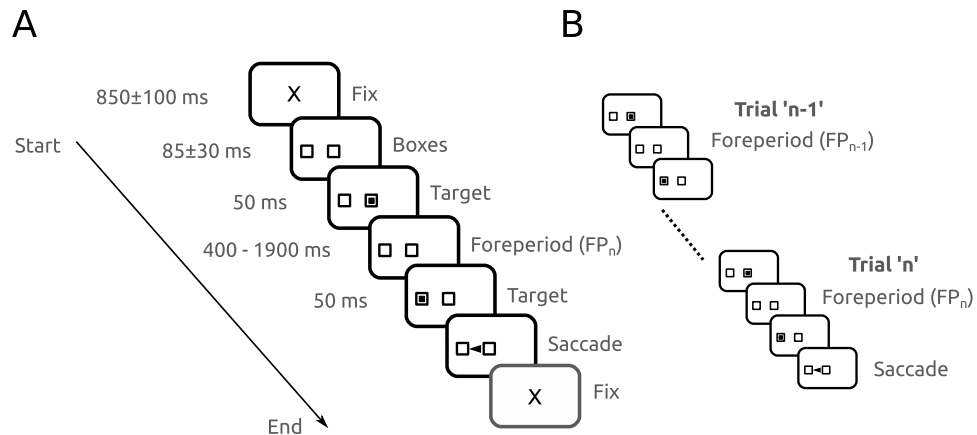 A
B
850±100 ms
X
Fix
Start
85±30 ms
Boxes
50 ms
Target
400 - 1900 ms
Foreperiod (FPn)
50 ms
Target
Saccade
X
Fix
End
Trial 'n-1'
Foreperiod (FPn-1)
Trial 'n'
Foreperiod (FPn)
Saccade